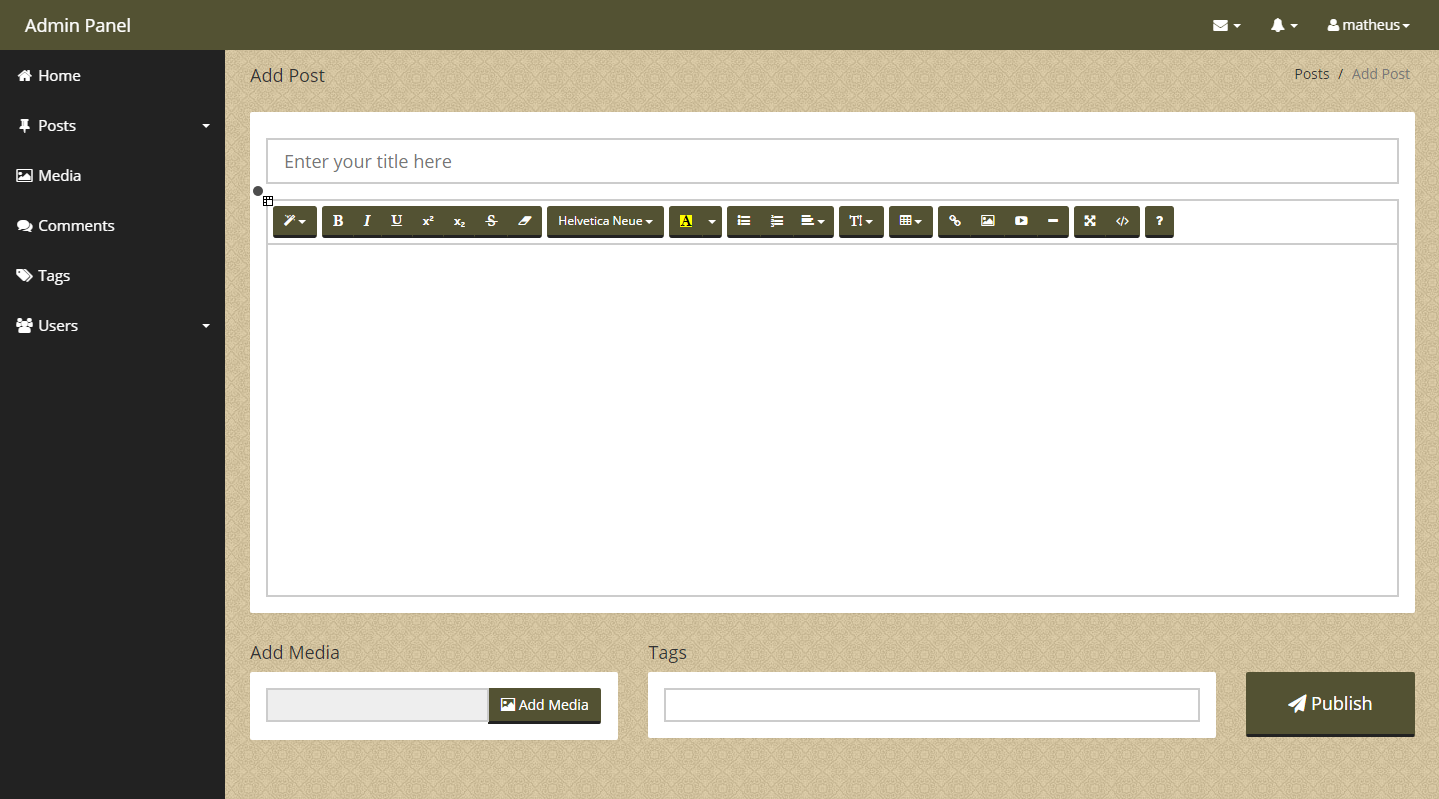 Admin Panel
matheus
Home
Posts
Media
Comments
Tags
Users
Add Post
Posts / Add Post
Enter your title here
B I U x² x₂ S Helvetica Neue A T ?
Add Media
Add Media
Tags
Publish